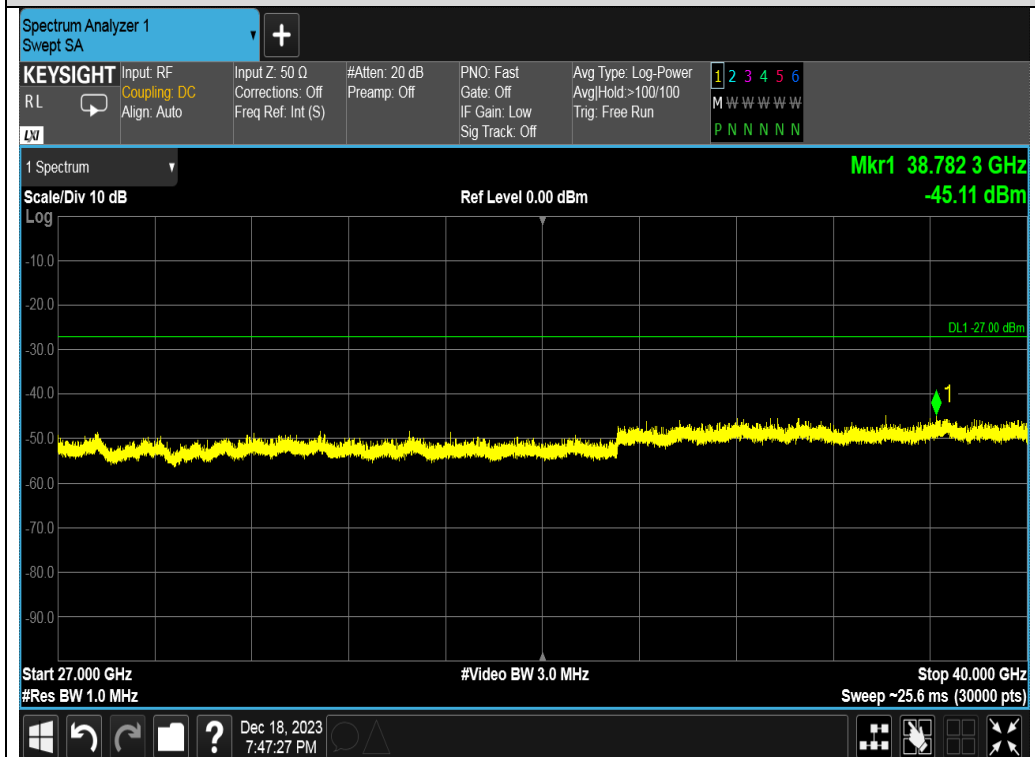 Spectrum Analyzer 1
Swept SA
KEYSIGHT
RL
LXI
Input: RF
Coupling: DC
Align: Auto
Input Z: 50 Ω
Corrections: Off
Freq Ref: Int (S)
#Atten: 20 dB
Preamp: Off
PNO: Fast
Gate: Off
IF Gain: Low
Sig Track: Off
Avg Type: Log-Power
Avg|Hold:>100/100
Trig: Free Run
1 2 3 4 5 6
M W W W W W
P N N N N N
1 Spectrum
Mkr1 38.782 3 GHz
Scale/Div 10 dB
Ref Level 0.00 dBm
-45.11 dBm
Log
-10.0
-20.0
DL1 -27.00 dBm
-30.0
-40.0
1
-50.0
-60.0
-70.0
-80.0
-90.0
Start 27.000 GHz
#Video BW 3.0 MHz
Stop 40.000 GHz
#Res BW 1.0 MHz
Sweep ~25.6 ms (30000 pts)
?
Dec 18, 2023
7:47:27 PM